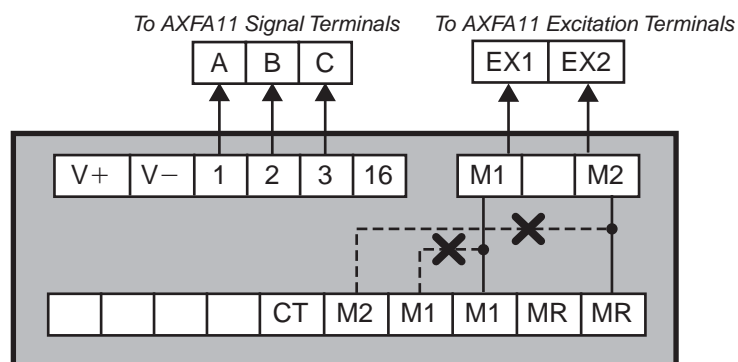 To AXFA11 Signal Terminals To AXFA11 Excitation Terminals
A B C EX1 EX2
V+ V− 1 2 3 16 M1 M2
CT M2 M1 M1 MR MR